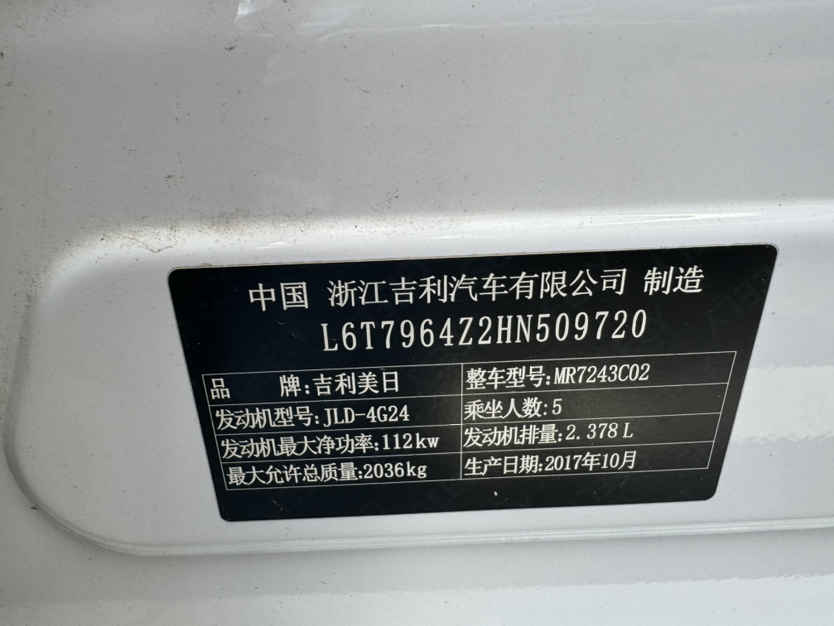 中国 浙江吉利汽车有限公司 制造
L6T7964Z2HN509720
品 牌:吉利美日 整车型号:MR7243C02
发动机型号:JLD-4G24 乘坐人数:5
发动机最大净功率:112kw 发动机排量:2.378L
最大允许总质量:2036kg 生产日期:2017年10月